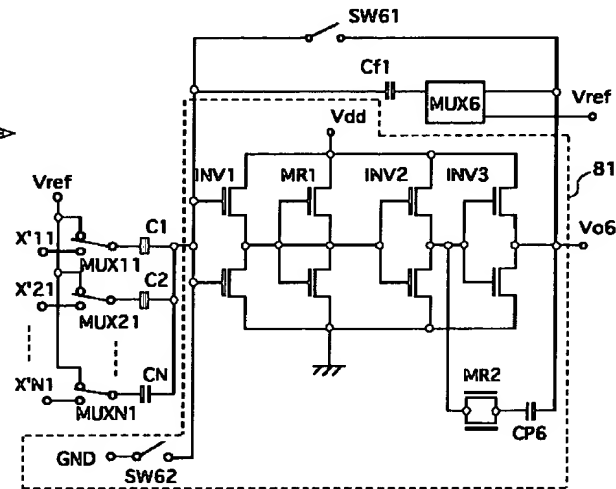 SW61
Cf1
MUX6
Vref
Vdd
INV1 MR1 INV2 INV3
81
Vref
C1
X'11
MUX11
Vo6
C2
X'21
MUX21
CN
MR2
X'N1
MUXN1
CP6
GND
SW62